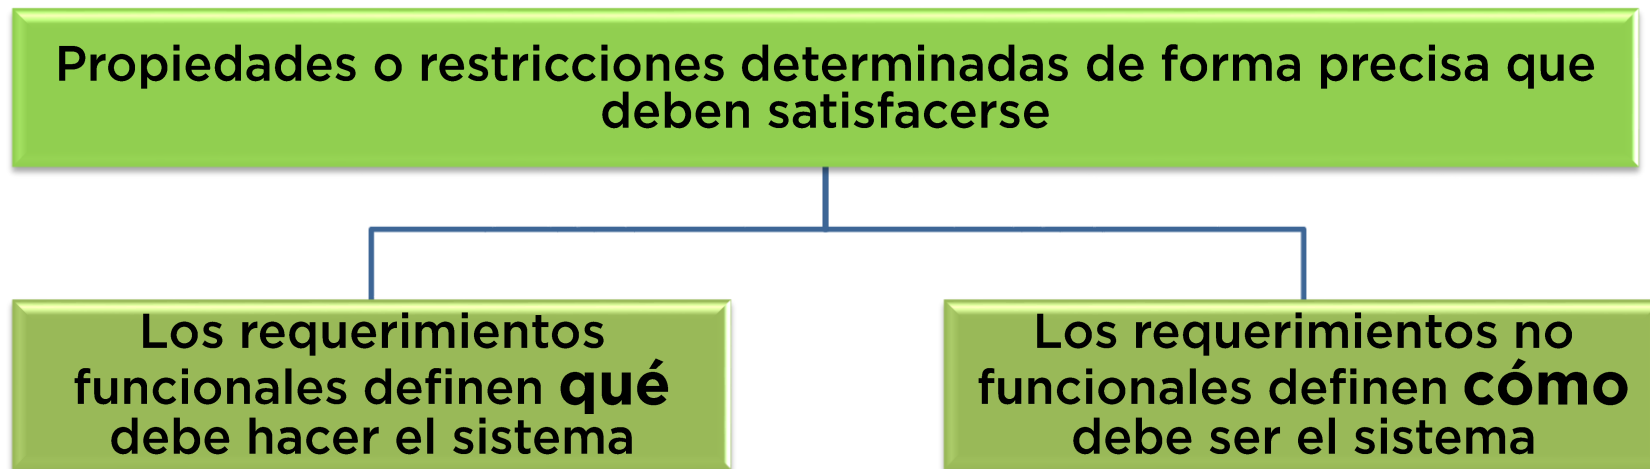 Propiedades o restricciones determinadas de forma precisa que
deben satisfacerse
Los requerimientos
funcionales definen qué
debe hacer el sistema
Los requerimientos no
funcionales definen cómo
debe ser el sistema